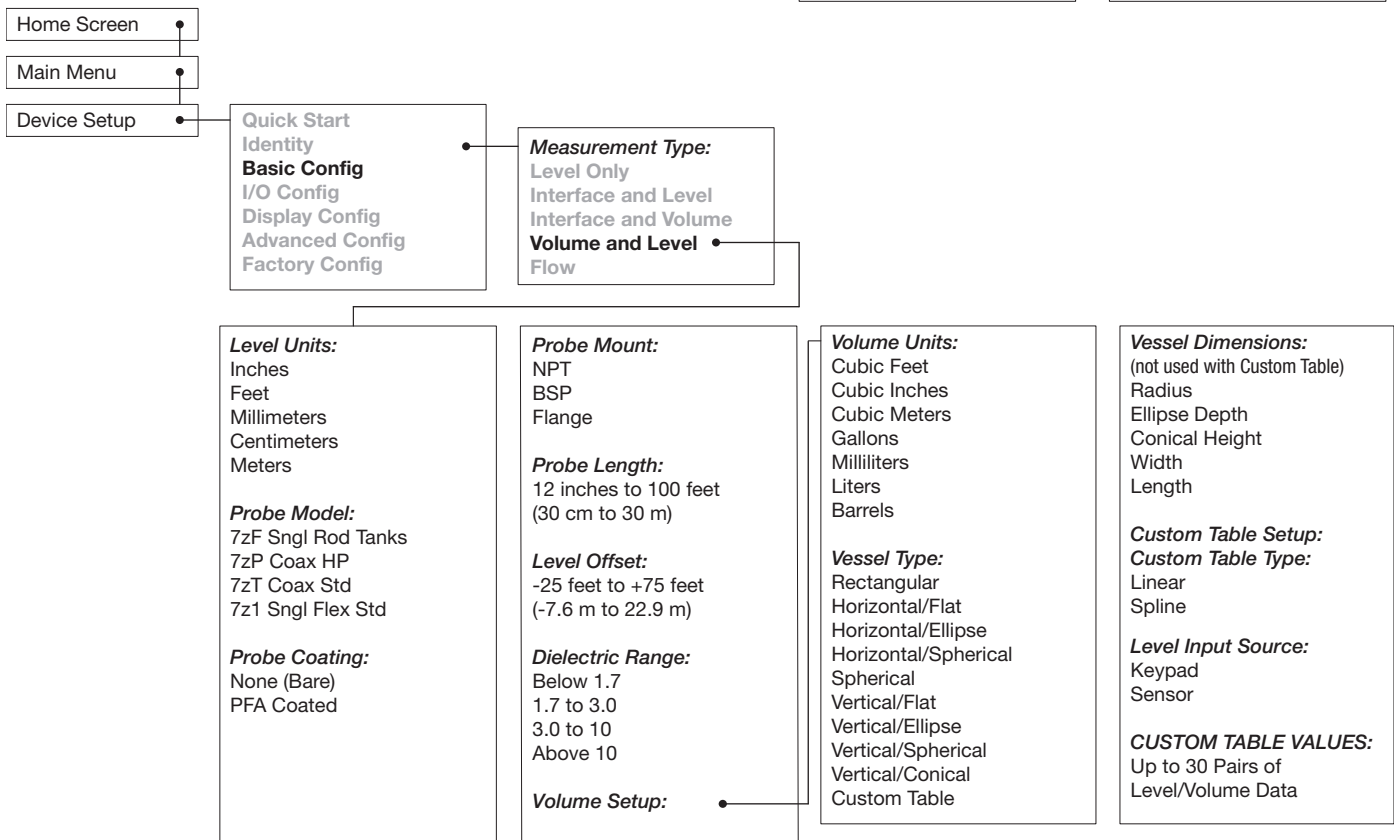 Home Screen
Main Menu
Device Setup
Quick Start
Identity
Basic Config
I/O Config
Display Config
Advanced Config
Factory Config
Measurement Type:
Level Only
Interface and Level
Interface and Volume
Volume and Level
Flow
Level Units:
Inches
Feet
Millimeters
Centimeters
Meters
Probe Model:
7zF Sngl Rod Tanks
7zP Coax HP
7zT Coax Std
7z1 Sngl Flex Std
Probe Coating:
None (Bare)
PFA Coated
Probe Mount:
NPT
BSP
Flange
Probe Length:
12 inches to 100 feet
(30 cm to 30 m)
Level Offset:
-25 feet to +75 feet
(-7.6 m to 22.9 m)
Dielectric Range:
Below 1.7
1.7 to 3.0
3.0 to 10
Above 10
Volume Setup:
Volume Units:
Cubic Feet
Cubic Inches
Cubic Meters
Gallons
Milliliters
Liters
Barrels
Vessel Type:
Rectangular
Horizontal/Flat
Horizontal/Ellipse
Horizontal/Spherical
Spherical
Vertical/Flat
Vertical/Ellipse
Vertical/Spherical
Vertical/Conical
Custom Table
Vessel Dimensions:
(not used with Custom Table)
Radius
Ellipse Depth
Conical Height
Width
Length
Custom Table Setup:
Custom Table Type:
Linear
Spline
Level Input Source:
Keypad
Sensor
CUSTOM TABLE VALUES:
Up to 30 Pairs of
Level/Volume Data